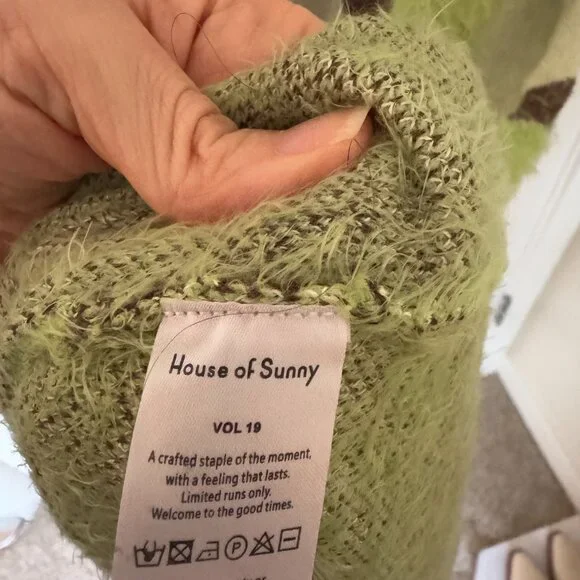 House of Sunny
VOL 19
A crafted staple of the moment,
with a feeling that lasts.
Limited runs only.
Welcome to the good times.
P